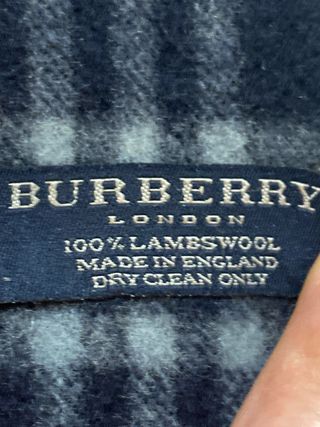 BURBERRY
LONDON
100% LAMBSWOOL
MADE IN ENGLAND
DRY CLEAN ONLY